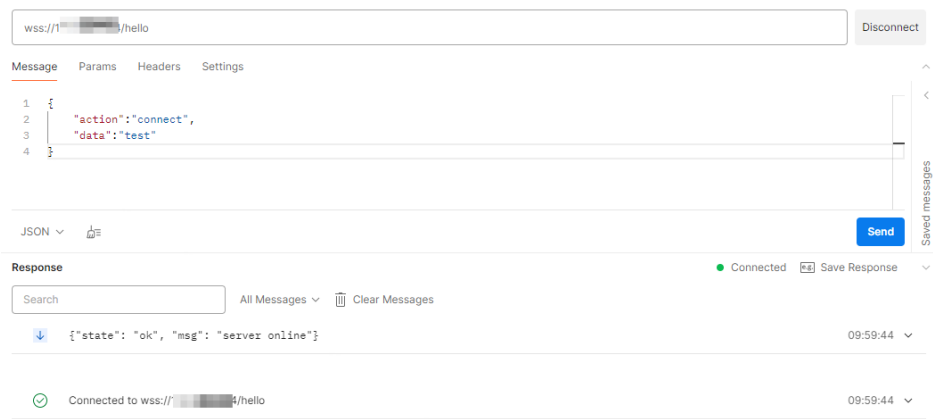 wss://1/hello
Disconnect
Message Params Headers Settings
1 {
2 "action":"connect",
3 "data":"test"
4 }
Saved messages
JSON
Send
Response
Connected
e.g. Save Response
Search
All Messages
Clear Messages
{"state": "ok", "msg": "server online"}
09:59:44
Connected to wss://4/hello
09:59:44